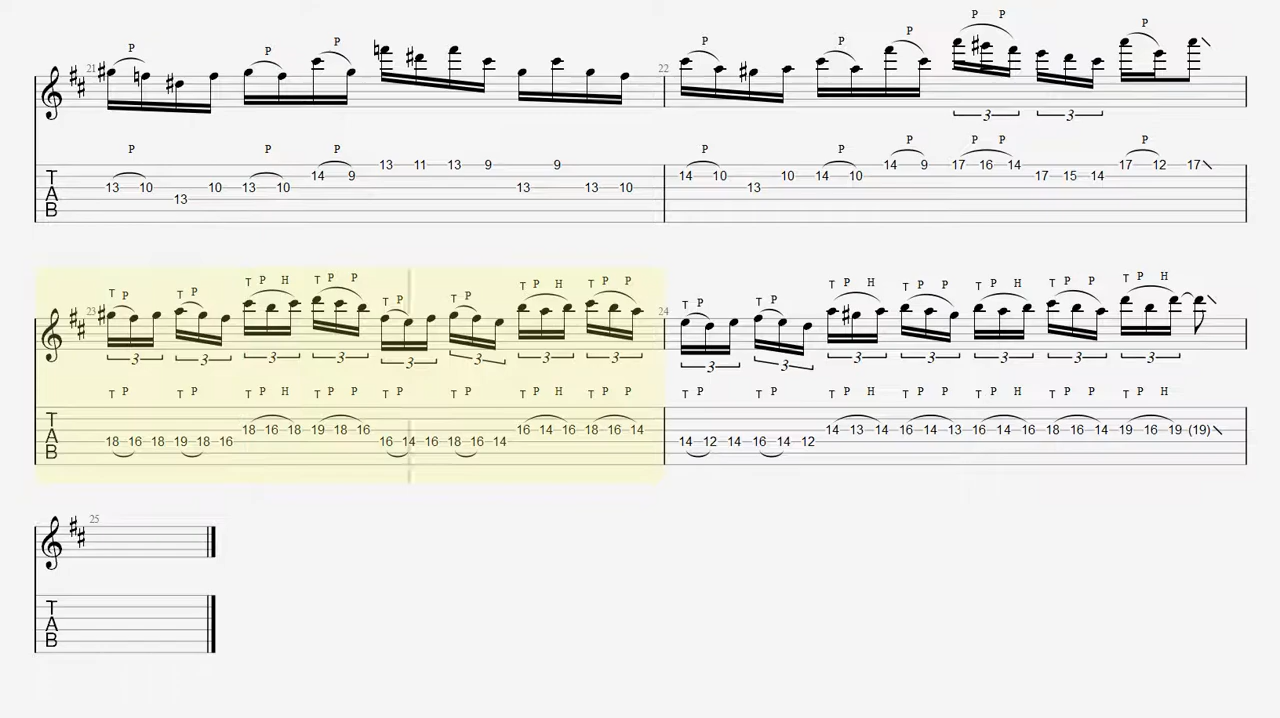 P P P P P P P
21 22
3 3
P P P P P P P P
13 11 13 9 9 14 9 17 16 14 17 12 17
14 9 14 10 10 14 10 17 15 14
13 10 10 13 10 13 13 10 13
13
T P T P T P H T P P T P T P T P H T P P T P T P T P H T P P T P H T P P T P H
23 24
3 3 3 3 3 3 3 3 3 3 3 3 3 3 3
T P T P T P H T P P T P T P T P H T P P T P T P T P H T P P T P H T P P T P H
18 16 18 19 18 16 16 14 16 18 16 14 14 13 14 16 14 13 16 14 16 18 16 14 19 16 19 (19)
18 16 18 19 18 16 16 14 16 18 16 14 14 12 14 16 14 12
25
T
A
B